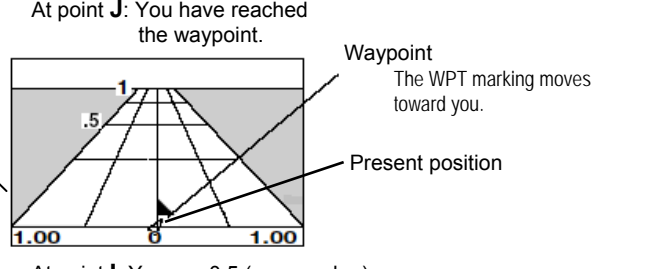 At point J: You have reached
the waypoint.
Waypoint
The WPT marking moves
toward you.
1
.5
Present position
1.00 0 1.00